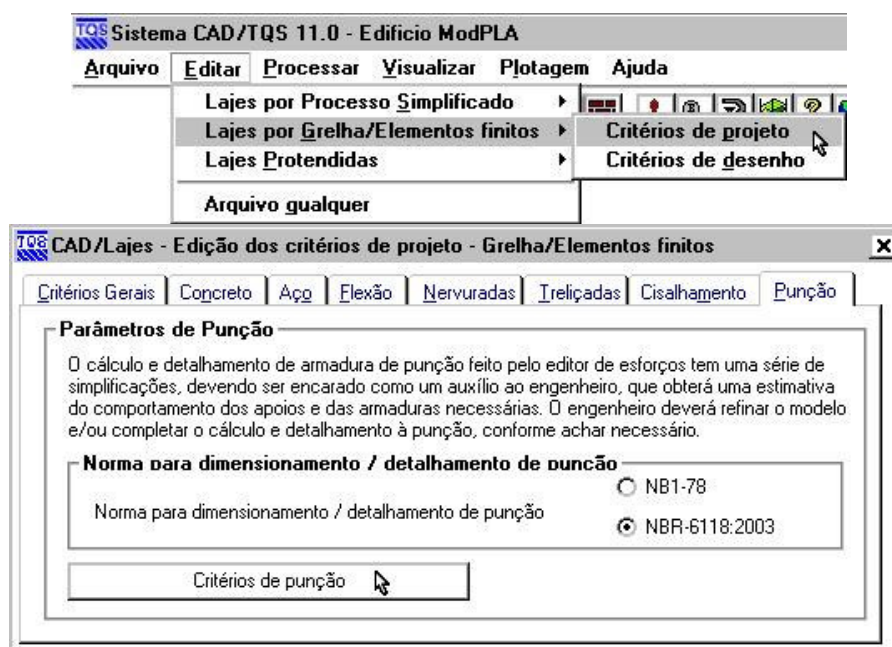 TQS Sistema CAD/TQS 11.0 - Edificio ModPLA
Arquivo Editar Processar Visualizar Plotagem Ajuda
Lajes por Processo Simplificado
Lajes por Grelha/Elementos finitos
Critérios de projeto
Lajes Protendidas
Critérios de desenho
Arquivo qualquer
TQS CAD/Lajes - Edição dos critérios de projeto - Grelha/Elementos finitos X
Critérios Gerais Concreto Aço Flexão Nervuradas Treliçadas Cisalhamento Punção
Parâmetros de Punção
O cálculo e detalhamento de armadura de punção feito pelo editor de esforços tem uma série de
simplificações, devendo ser encarado como um auxílio ao engenheiro, que obterá uma estimativa
do comportamento dos apoios e das armaduras necessárias. O engenheiro deverá refinar o modelo
e/ou completar o cálculo e detalhamento à punção, conforme achar necessário.
Norma para dimensionamento / detalhamento de punção
NB1-78
Norma para dimensionamento / detalhamento de punção
NBR-6118:2003
Critérios de punção